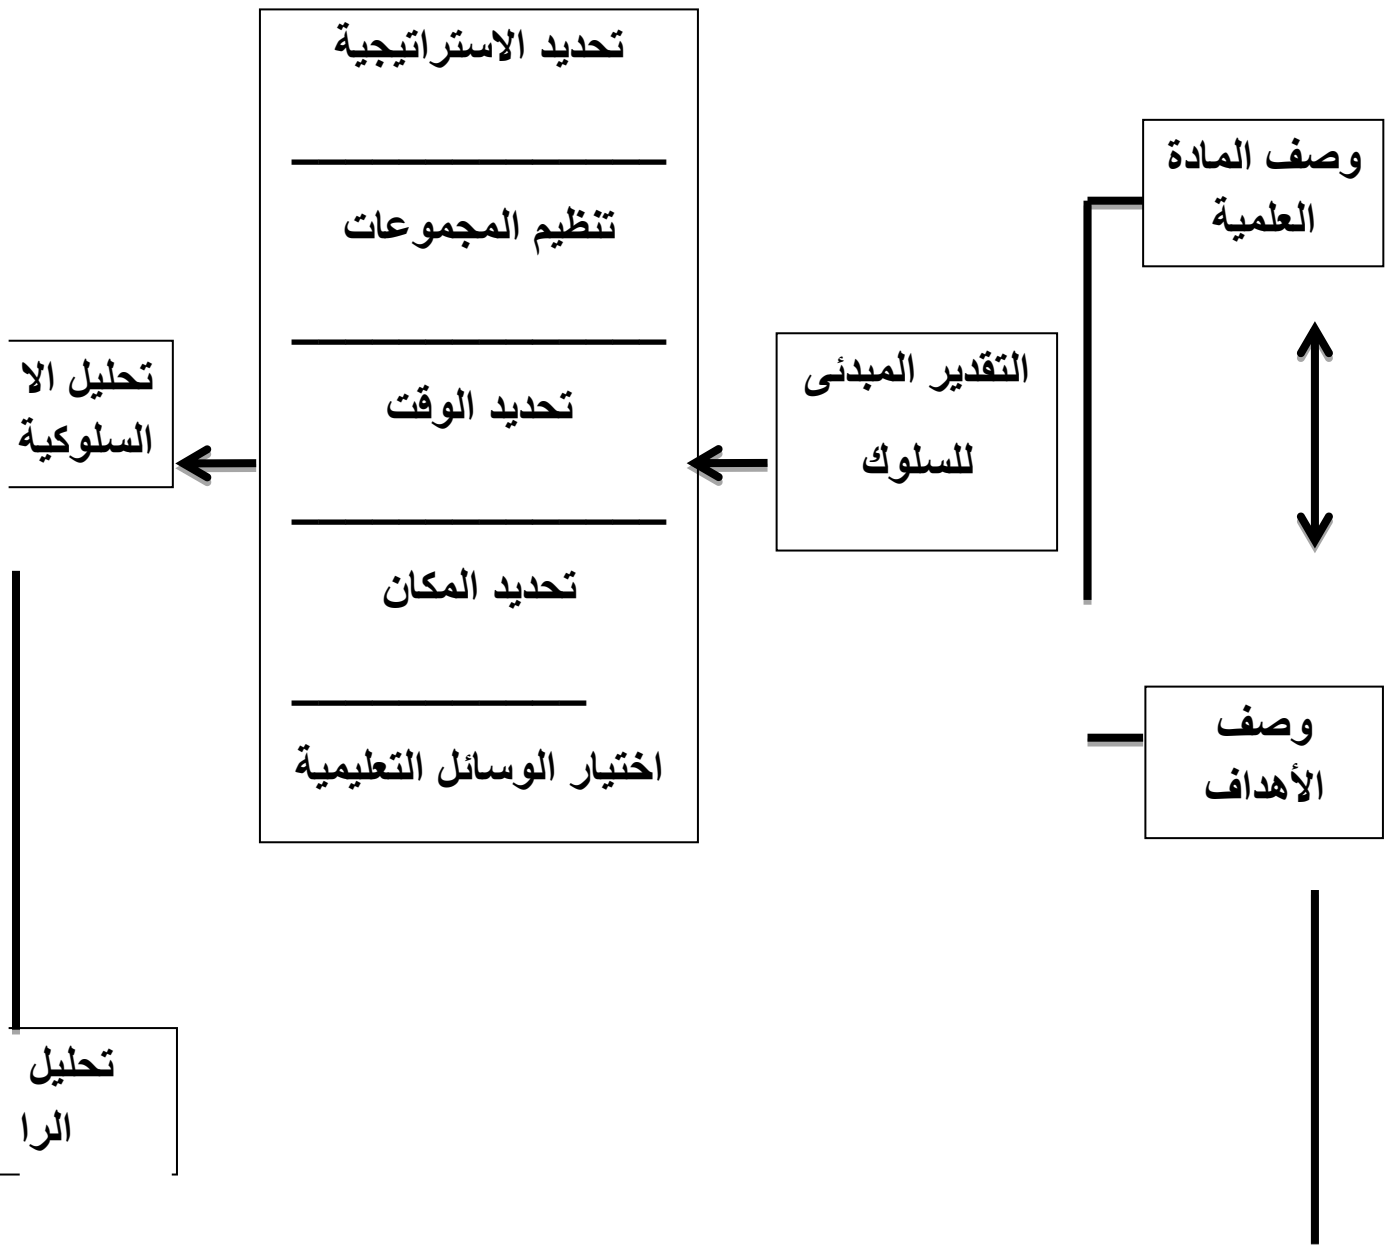 وصف المادة
العلمية
وصف
الأهداف
التقدير المبدئى
للسلوك
تحديد الاستراتيجية
تنظيم المجموعات
تحديد الوقت
تحديد المكان
اختيار الوسائل التعليمية
تحليل الا
السلوكية
تحليل
الرا